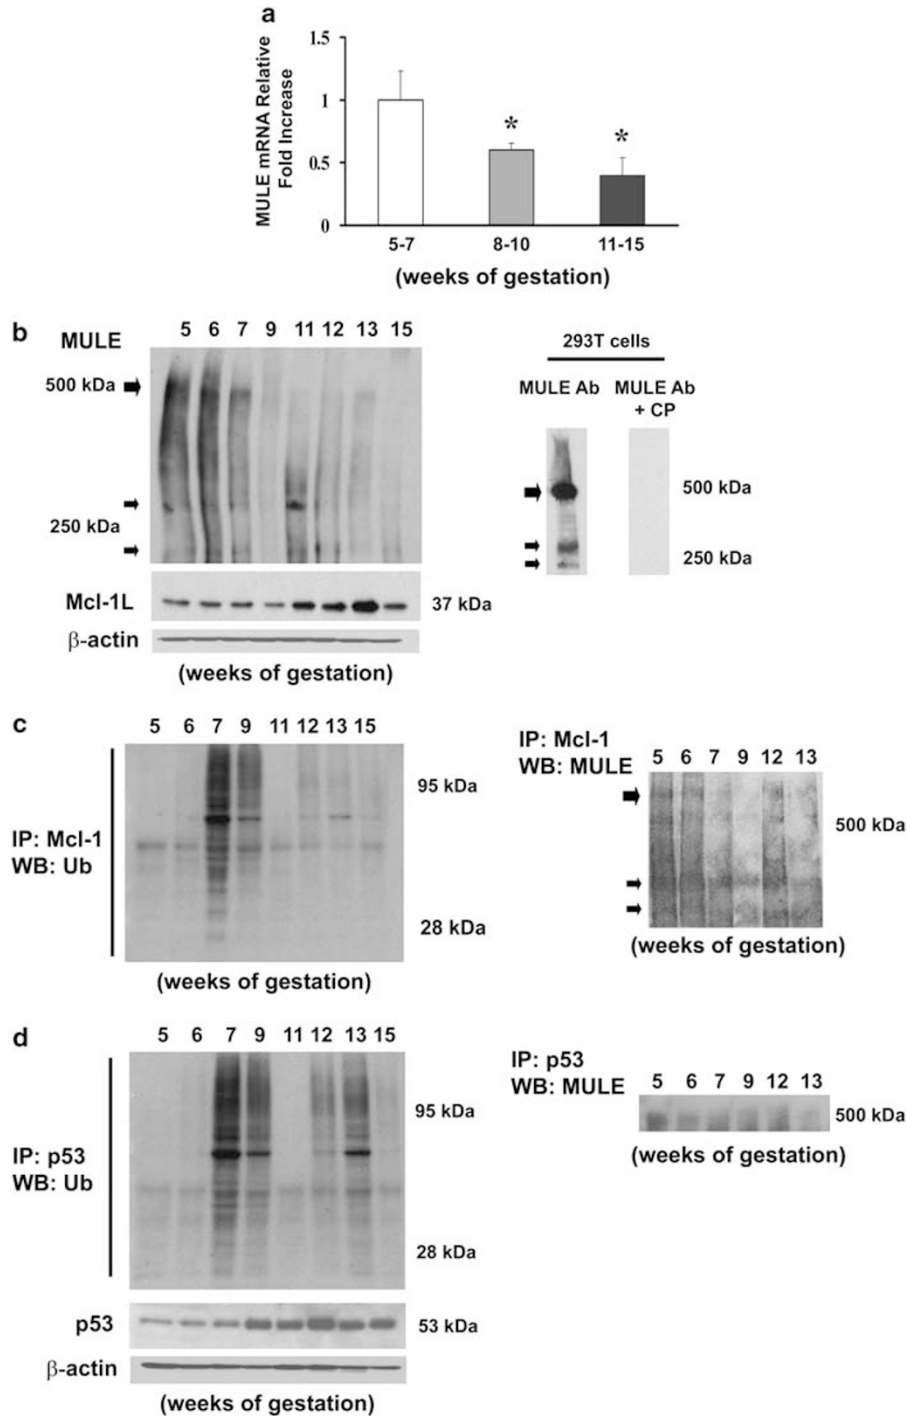 a
MULE mRNA Relative
Fold Increase
1.5
1
0.5
0
*
*
5-7 8-10 11-15
(weeks of gestation)
b
MULE
5 6 7 9 11 12 13 15
500 kDa
250 kDa
Mcl-1L
37 kDa
β-actin
(weeks of gestation)
293T cells
MULE Ab MULE Ab
+ CP
500 kDa
250 kDa
c
5 6 7 9 11 12 13 15
IP: Mcl-1
WB: Ub
95 kDa
28 kDa
(weeks of gestation)
IP: Mcl-1
WB: MULE
5 6 7 9 12 13
500 kDa
(weeks of gestation)
d
5 6 7 9 11 12 13 15
IP: p53
WB: Ub
95 kDa
28 kDa
p53
53 kDa
β-actin
(weeks of gestation)
IP: p53
WB: MULE
5 6 7 9 12 13
500 kDa
(weeks of gestation)